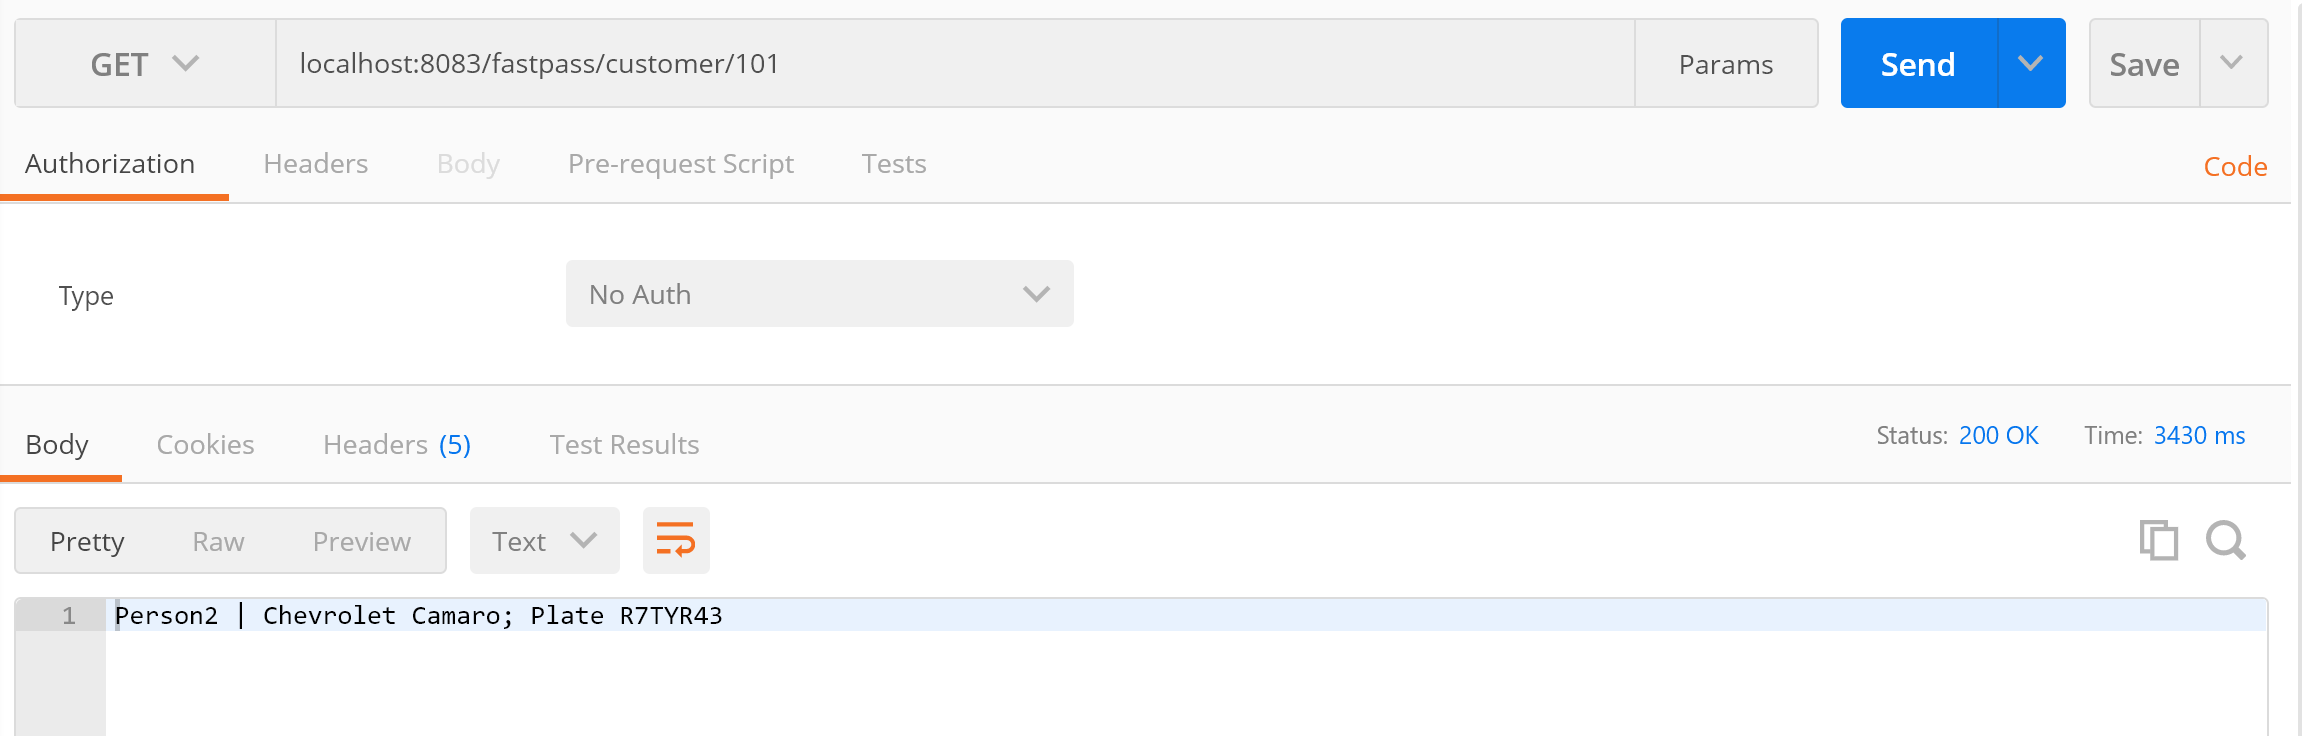 GET localhost:8083/fastpass/customer/101 Params Send Save
Authorization Headers Body Pre-request Script Tests Code
Type No Auth
Body Cookies Headers (5) Test Results Status: 200 OK Time: 3430 ms
Pretty Raw Preview Text
1 Person2 | Chevrolet Camaro; Plate R7TYR43